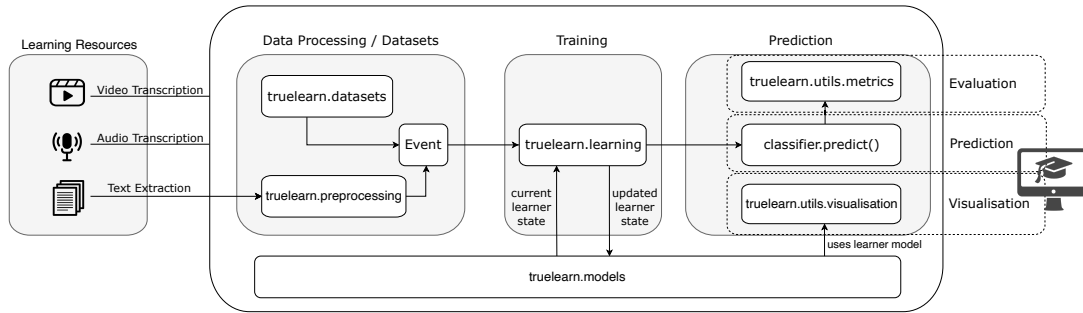 Learning Resources
Video Transcription
Audio Transcription
Text Extraction
Data Processing / Datasets
truelearn.datasets
Event
truelearn.preprocessing
Training
truelearn.learning
current
learner
state
updated
learner
state
Prediction
truelearn.utils.metrics
Evaluation
classifier.predict()
Prediction
truelearn.utils.visualisation
Visualisation
uses learner model
truelearn.models